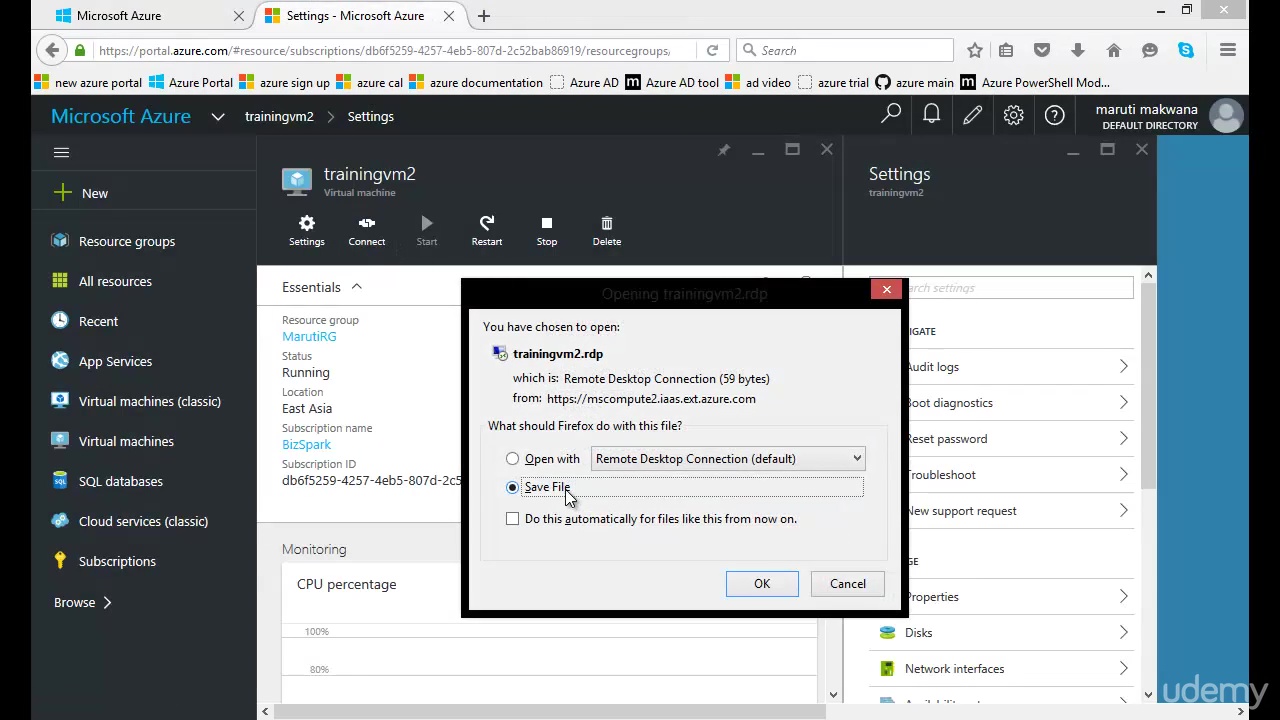 Microsoft Azure
Settings - Microsoft Azure
https://portal.azure.com/#resource/subscriptions/db6f5259-4257-4eb5-807d-2c52bab86919/resourcegroups/
Search
new azure portal
Azure Portal
azure sign up
azure cal
azure documentation
Azure AD
Azure AD tool
ad video
azure trial
azure main
Azure PowerShell Mod...
Microsoft Azure
trainingvm2
Settings
maruti makwana
DEFAULT DIRECTORY
New
Resource groups
All resources
Recent
App Services
Virtual machines (classic)
Virtual machines
SQL databases
Cloud services (classic)
Subscriptions
Browse
trainingvm2
Virtual machine
Settings
Connect
Start
Restart
Stop
Delete
Essentials
Resource group
MarutiRG
Status
Running
Location
East Asia
Subscription name
BizSpark
Subscription ID
db6f5259-4257-4eb5-807d-2c5
Monitoring
CPU percentage
100%
80%
Opening trainingvm2.rdp
You have chosen to open:
trainingvm2.rdp
which is: Remote Desktop Connection (59 bytes)
from: https://mscompute2.iaas.ext.azure.com
What should Firefox do with this file?
Open with
Remote Desktop Connection (default)
Save File
Do this automatically for files like this from now on.
OK
Cancel
Settings
trainingvm2
arch settings
IGATE
Audit logs
Boot diagnostics
Reset password
Troubleshoot
New support request
GE
Properties
Disks
Network interfaces
udemy